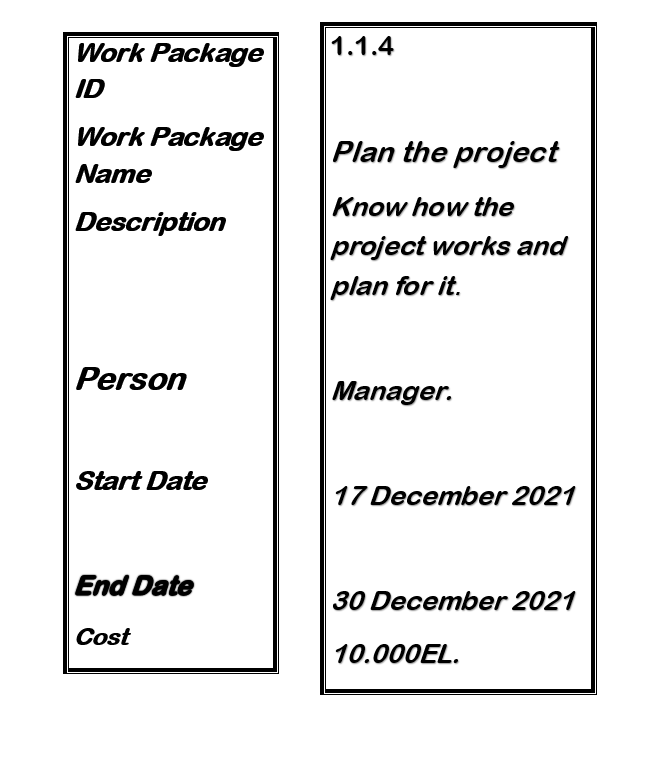 Work Package
ID
Work Package
Name
Description
Person
Start Date
End Date
Cost
1.1.4
Plan the project
Know how the
project works and
plan for it.
Manager.
17 December 2021
30 December 2021
10.000EL.